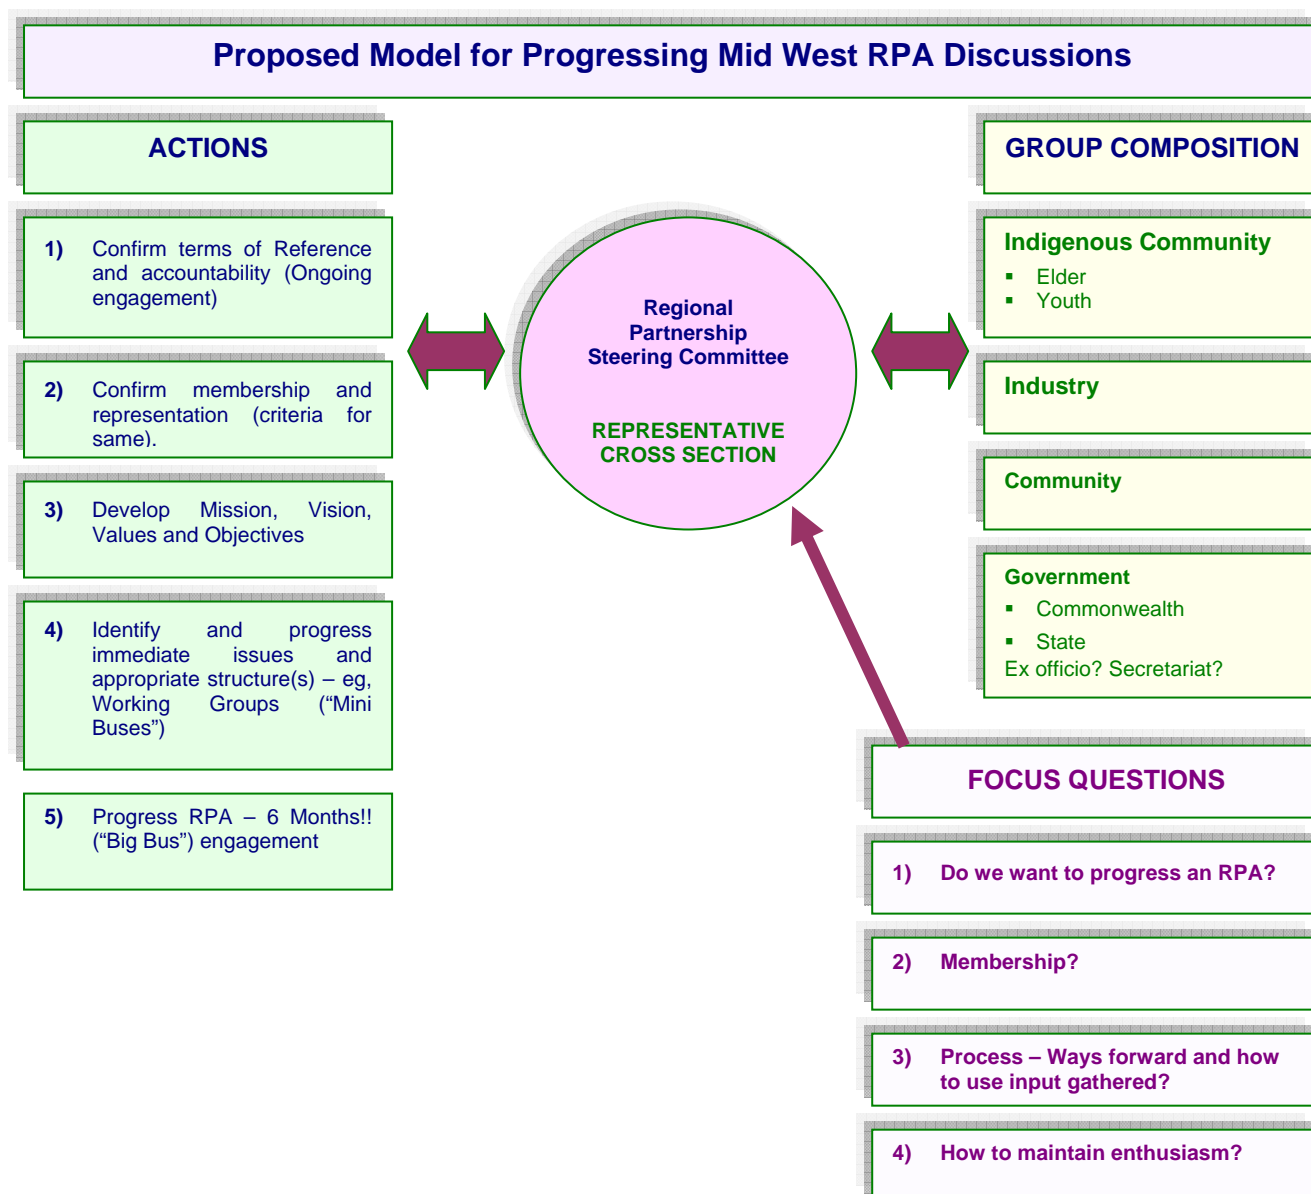 Proposed Model for Progressing Mid West RPA Discussions
ACTIONS
1) Confirm terms of Reference
and accountability (Ongoing
engagement)
2) Confirm membership and
representation (criteria for
same).
3) Develop Mission, Vision,
Values and Objectives
4) Identify and progress
immediate issues and
appropriate structure(s) – eg,
Working Groups (“Mini
Buses”)
5) Progress RPA – 6 Months!!
(“Big Bus”) engagement
Regional
Partnership
Steering Committee
REPRESENTATIVE
CROSS SECTION
GROUP COMPOSITION
Indigenous Community
▪ Elder
▪ Youth
Industry
Community
Government
▪ Commonwealth
▪ State
Ex officio? Secretariat?
FOCUS QUESTIONS
1) Do we want to progress an RPA?
2) Membership?
3) Process – Ways forward and how
to use input gathered?
4) How to maintain enthusiasm?